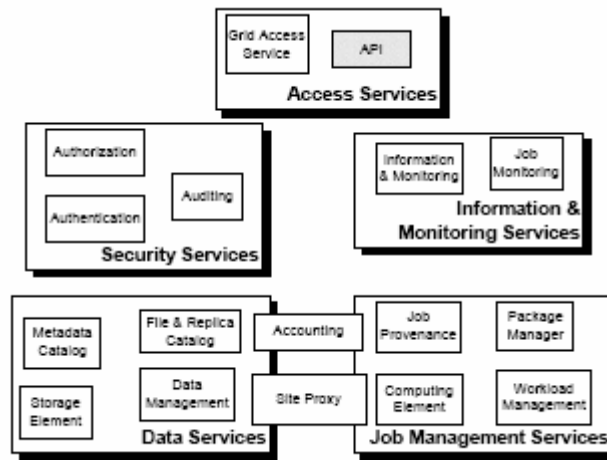 Grid Access
Service
API
Access Services
Authorization
Authentication
Auditing
Security Services
Information
& Monitoring
Job
Monitoring
Information &
Monitoring Services
Metadata
Catalog
File & Replica
Catalog
Storage
Element
Data
Management
Data Services
Accounting
Site Proxy
Job
Provenance
Package
Manager
Computing
Element
Workload
Management
Job Management Services